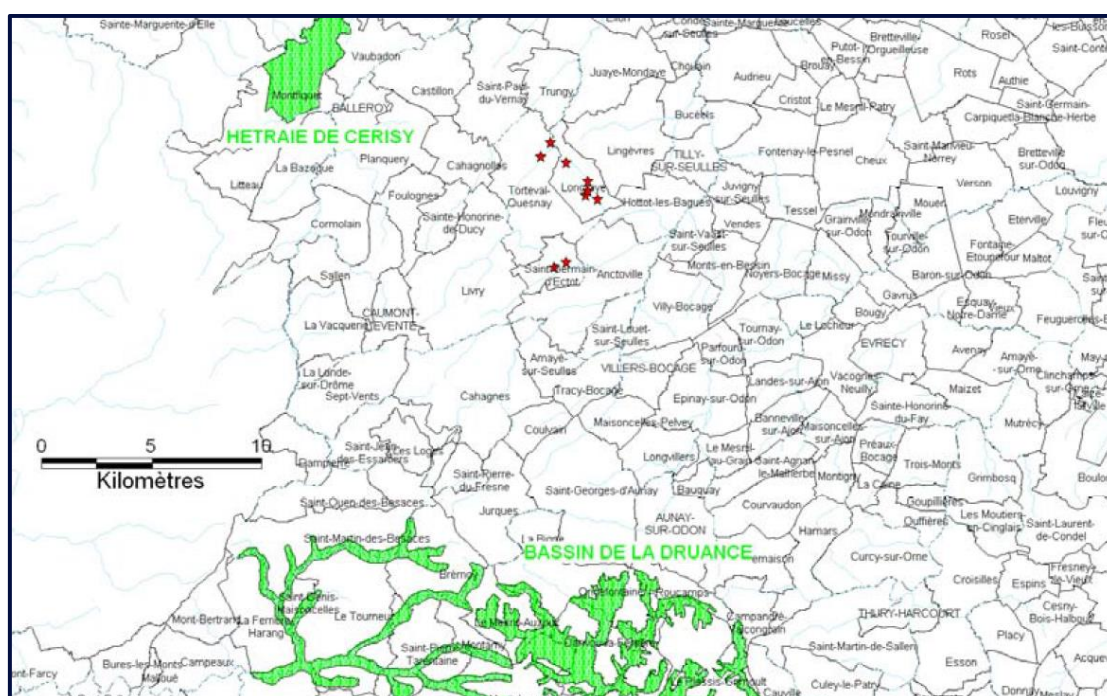 Sainte-Marguerite-d'Elle
Vaubadon
Montfiquet
BALLEROY
Castillon
Saint-Paul
du-Vernay
Trungy
Juaye-Mondaye
Chouain
Audrieu
Brouay
Putot-
en-Bessin
Bretteville-
l'Orgueilleuse
Rosel
Rots
Authie
Cristot
Le Mesnil-Patry
Saint-Germain-
la-Blanche-Herbe
Carpiquet
Bucéels
HETRAIE DE CERISY
La Bazoque
Planquery
Cahagnolles
Lingèvres
TILLY-
SUR-SEULLES
Fontenay-le-Pesnel
Cheux
Saint-Manvieu-
Norrey
Bretteville-
sur-Odon
Litteau
Foulognes
Torteval-
Quesnay
Hottot-les-Bagues
Juvigny-
sur-Seulles
Verson
Louvigny
Cormolain
Sainte-Honorine-
de-Ducy
Vendes
Tessel
Grainville-
sur-Odon
Mondrainville
Mouen
Tourville-
sur-Odon
Eterville
Fontaine-
Etoupefour
Maltot
Saint-Vaast-
sur-Seulles
Sallen
Saint-Germain
d'Ectot
Anctoville
Monts-en-Bessin
Noyers-Bocage
Missy
Baron-sur-Odon
Livry
Gavrus
Villy-Bocage
Bougy
Esquay-
Notre-Dame
Vieux
CAUMONT-
La Vacquerie
Saint-Louet-
sur-Seulles
Tournay-
sur-Odon
Le Locheur
EVRECY
Avenay
Parfouru-
sur-Odon
Amayé-
sur-Seulles
VILLERS-BOCAGE
Amayé-
sur-Orne
La Lande-
sur-Drôme
Sept-Vents
Tracy-Bocage
Landes-sur-Ajon
Vacognes-
Neuilly
Maizet
Cahagnes
Epinay-sur-Odon
Sainte-Honorine-
du-Fay
Mutrécy
Coulvain
Maisoncelles-Pelvey
Banneville-
sur-Ajon
Maisoncelles-
sur-Ajon
Préaux-
Bocage
0 5
Kilomètres
Saint-Jean-
des-Essartiers
Les Loges
Dampierre
Longvillers
Le Mesnil-
au-Grain
Saint-Agnan-
le-Malherbe
Montigny
Trois-Monts
Grimbosq
Saint-Pierre-
du-Fresne
La Caine
Saint-Ouen-des-Besaces
Saint-Georges-d'Aunay
Bauquay
Goupillières
Jurques
Courvaudon
Ouffières
Les Moutiers-
en-Cinglais
Saint-Laurent-
de-Condel
Saint-Martin-des-Besaces
AUNAY-
SUR-ODON
Hamars
BASSIN DE LA DRUANCE
Curcy-sur-Orne
Croisilles
Espins
Fresney-
le-Vieux
Brémoy
Roucamps
Saint-Denis-
Maisoncelles
Mont-Bertrand
La Ferrière-
Harang
Le Tourneur
Le Mesnil-Auzouf
Campandré-
Valcongrain
THURY-HARCOURT
Cesny-
Bois-Halbout
Placy
Montamy
Saint-Pierre-
Tarentaine
Saint-Martin-de-Sallen
Bures-les-Monts
Campeaux
Malloué
Esson
Le Plessis-Grimoult
Cauville
Culey-le-Patry